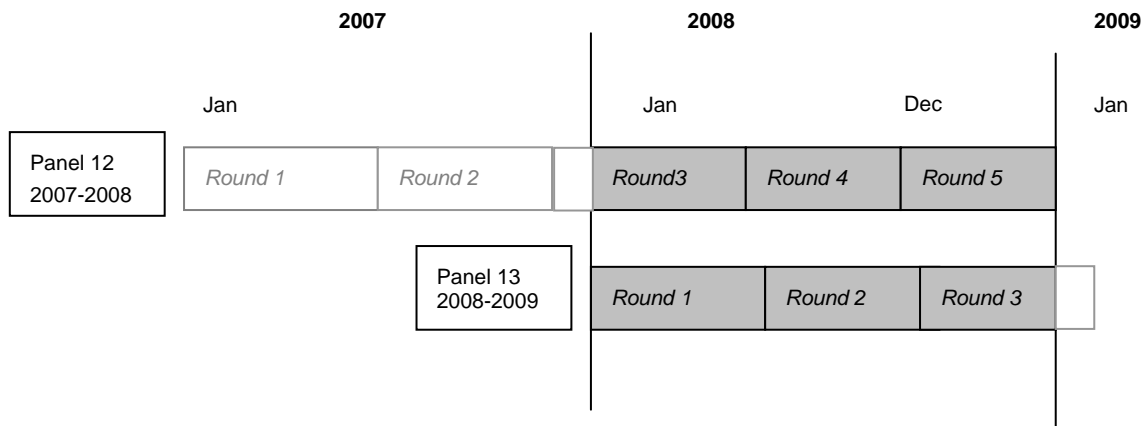 2007 2008 2009
Jan Jan Dec Jan
Panel 12
2007-2008
Round 1 Round 2 Round3 Round 4 Round 5
Panel 13
2008-2009
Round 1 Round 2 Round 3